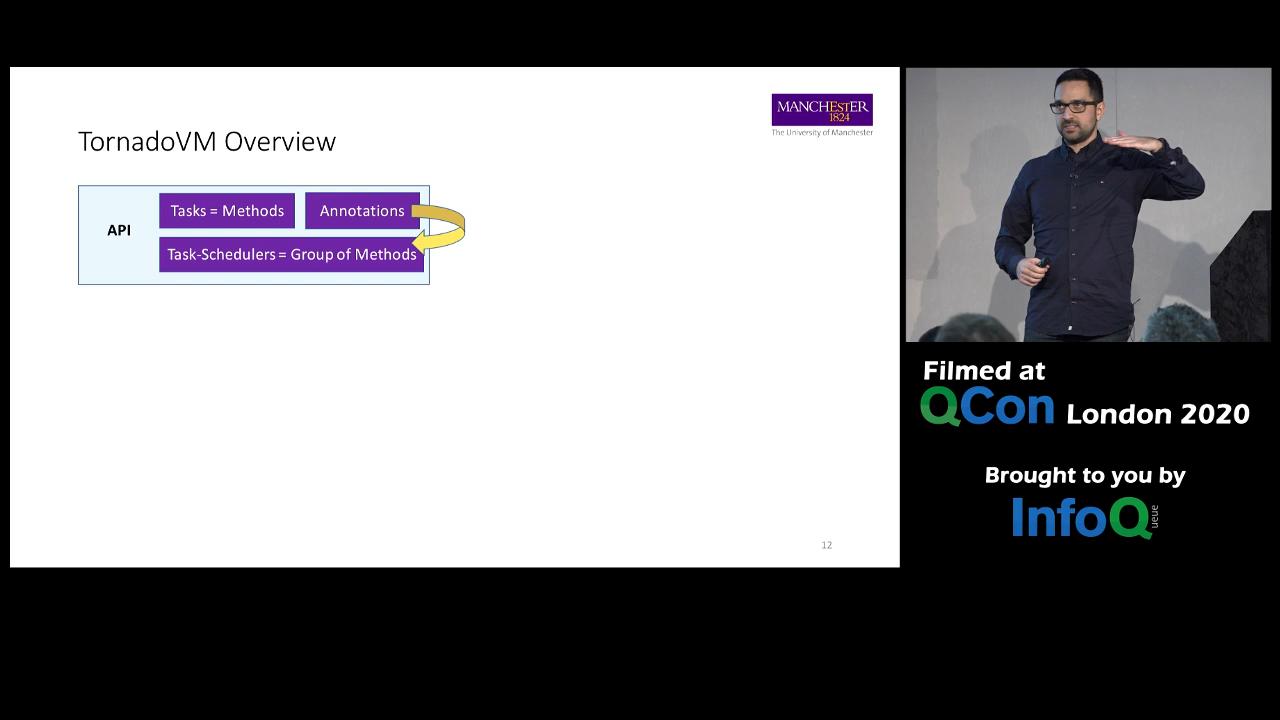 MANCHESTER
1824
The University of Manchester
TornadoVM Overview
API
Tasks = Methods
Annotations
Task-Schedulers = Group of Methods
12
Filmed at
QCon London 2020
Brought to you by
InfoQ
ueue